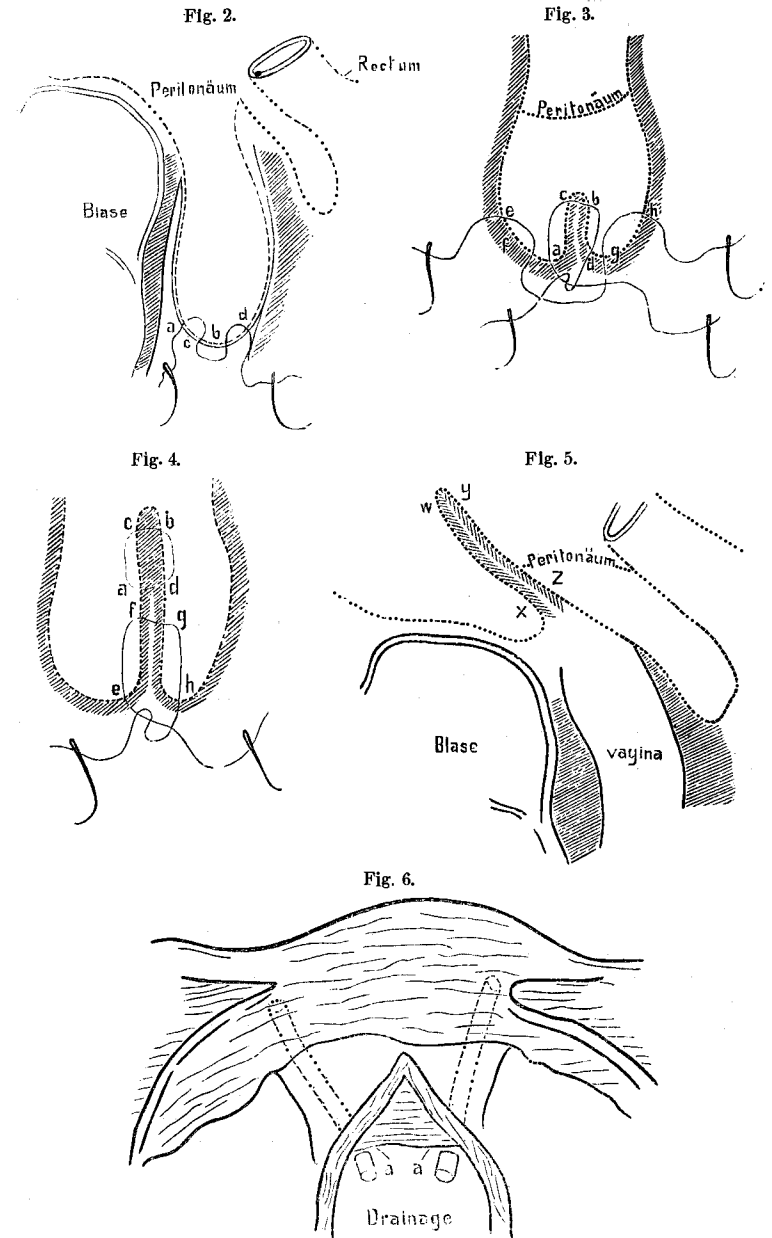 Fig. 2.
Rectum
Peritonäum
Blase
a
b
d
c
Fig. 3.
Peritonäum
c b
e
h
f
a
d
g
Fig. 4.
c b
a d
f
g
e
h
Fig. 5.
y
w
Peritonäum
z
x
Blase
vagina
Fig. 6.
a a
Drainage